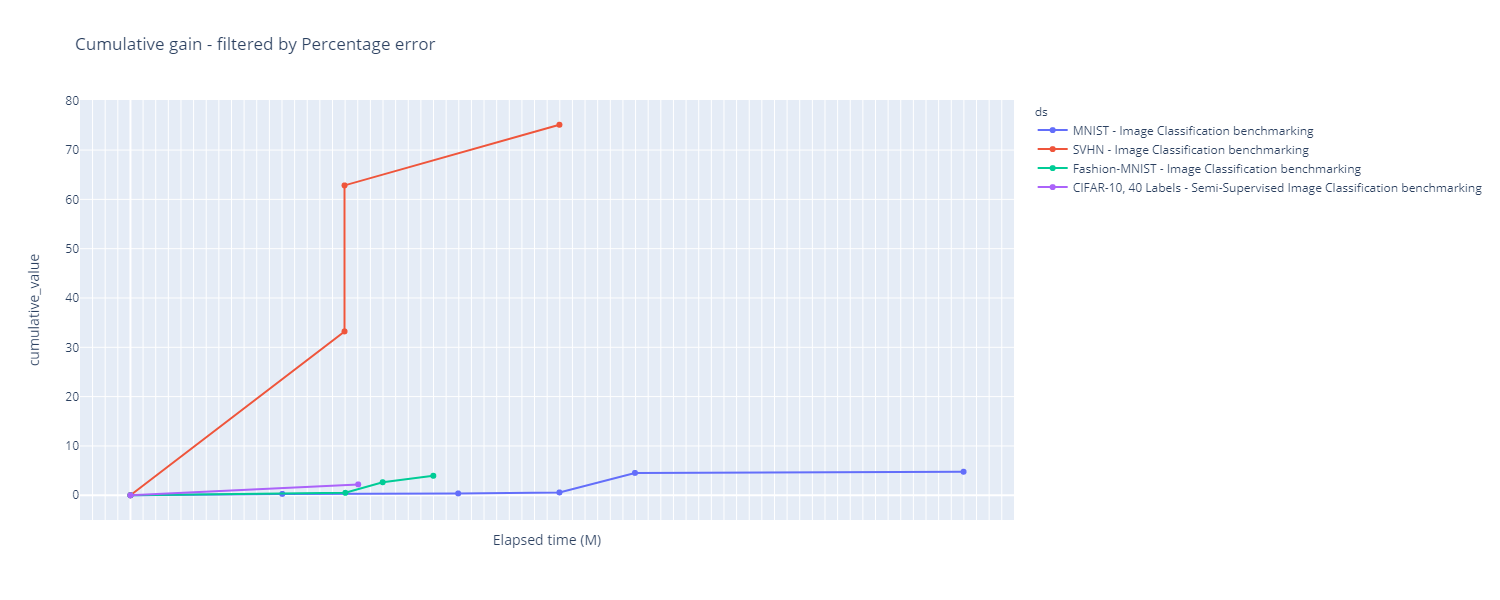 Cumulative gain - filtered by Percentage error
80
70
60
50
40
30
20
10
0
cumulative_value
Elapsed time (M)
ds
MNIST - Image Classification benchmarking
SVHN - Image Classification benchmarking
Fashion-MNIST - Image Classification benchmarking
CIFAR-10, 40 Labels - Semi-Supervised Image Classification benchmarking